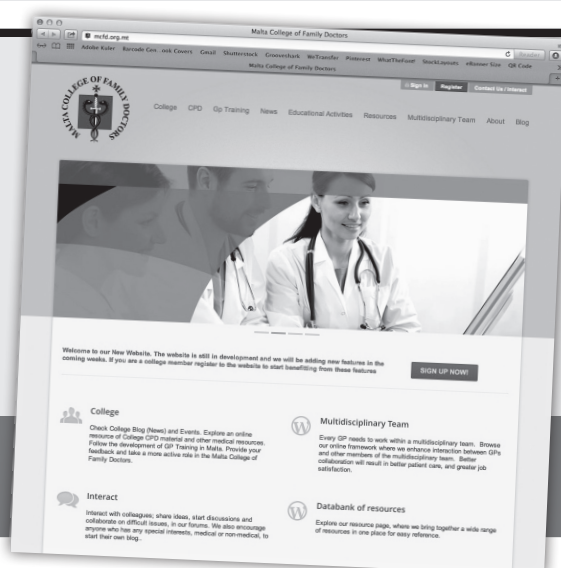 Malta College of Family Doctors
mcfd.org.mt
Reader
Adobe Kuler Barcode Gen..ook Covers Gmail Shutterstock Grooveshark WeTransfer Pinterest WhatTheFont StockLayouts eBanner Size QR Code
Malta College of Family Doctors
Sign in Register Contact Us / Interact
MALTA COLLEGE OF FAMILY DOCTORS
College CPD Gp Training News Educational Activities Resources Multidisciplinary Team About Blog
Welcome to our New Website. The website is still in development and we will be adding new features in the
coming weeks. If you are a college member register to the website to start benefitting from these features
SIGN UP NOW!
College
Check College Blog (News) and Events. Explore an online
resource of College CPD material and other medical resources.
Follow the development of GP Training in Malta. Provide your
feedback and take a more active role in the Malta College of
Family Doctors.
Multidisciplinary Team
Every GP needs to work within a multidisciplinary team. Browse
our online framework where we enhance interaction between GPs
and other members of the multidisciplinary team. Better
collaboration will result in better patient care, and greater job
satisfaction.
Interact
Interact with colleagues; share ideas, start discussions and
collaborate on difficult issues, in our forums. We also encourage
anyone who has any special interests, medical or non-medical, to
start their own blog..
Databank of resources
Explore our resource page, where we bring together a wide range
of resources in one place for easy reference.